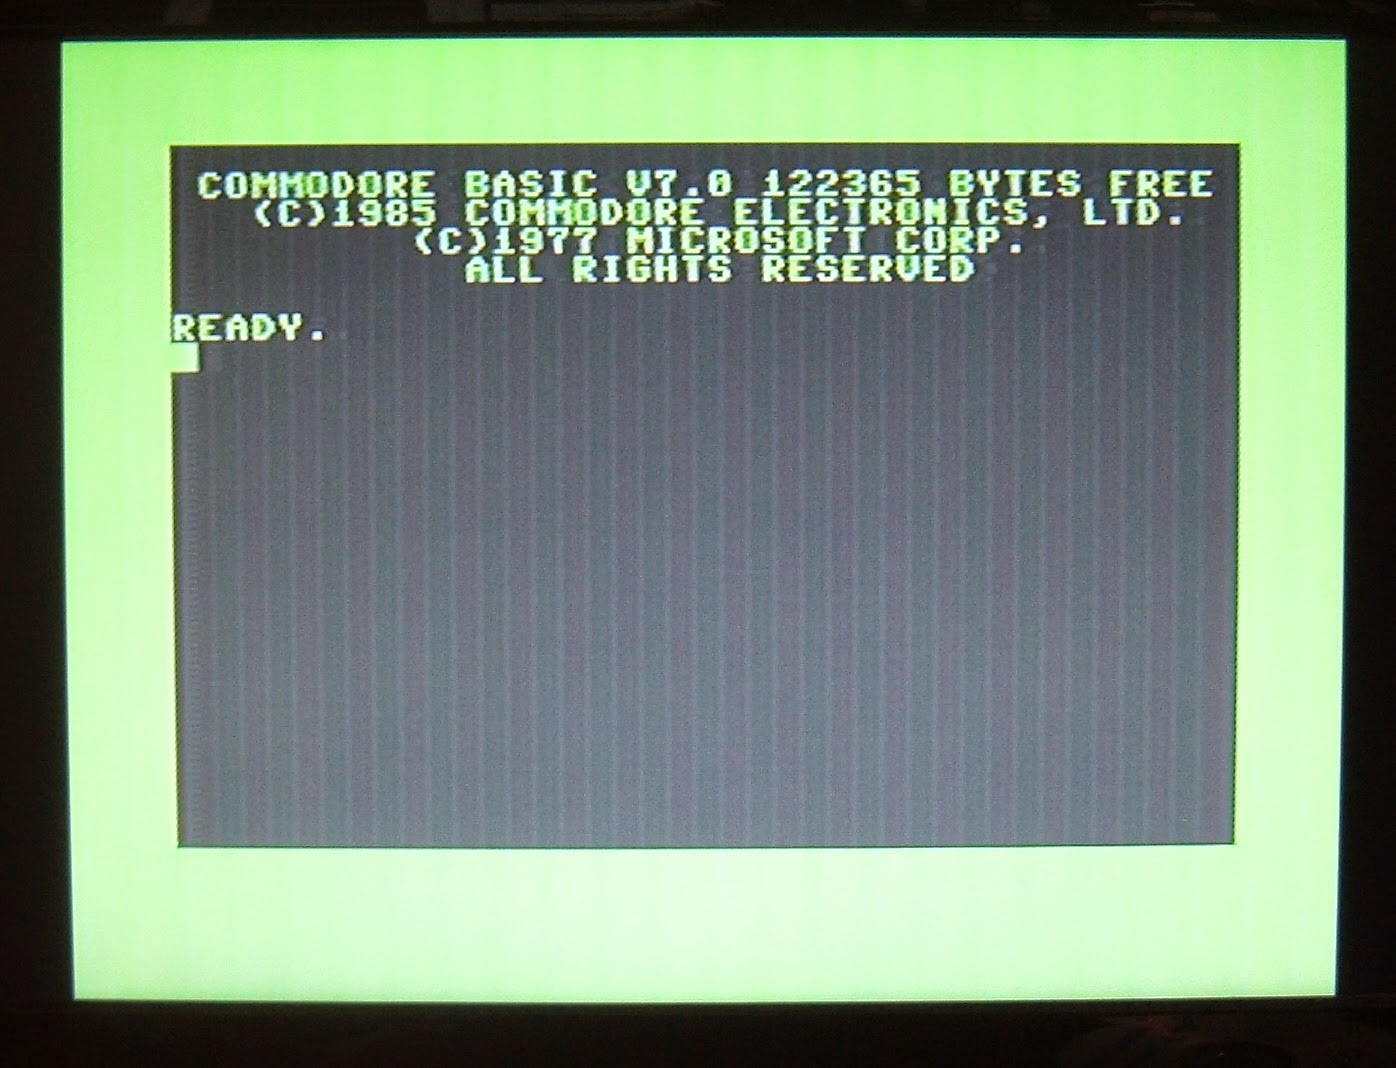 COMMODORE BASIC V7.0 122365 BYTES FREE
(C)1985 COMMODORE ELECTRONICS, LTD.
(C)1977 MICROSOFT CORP.
ALL RIGHTS RESERVED
READY.